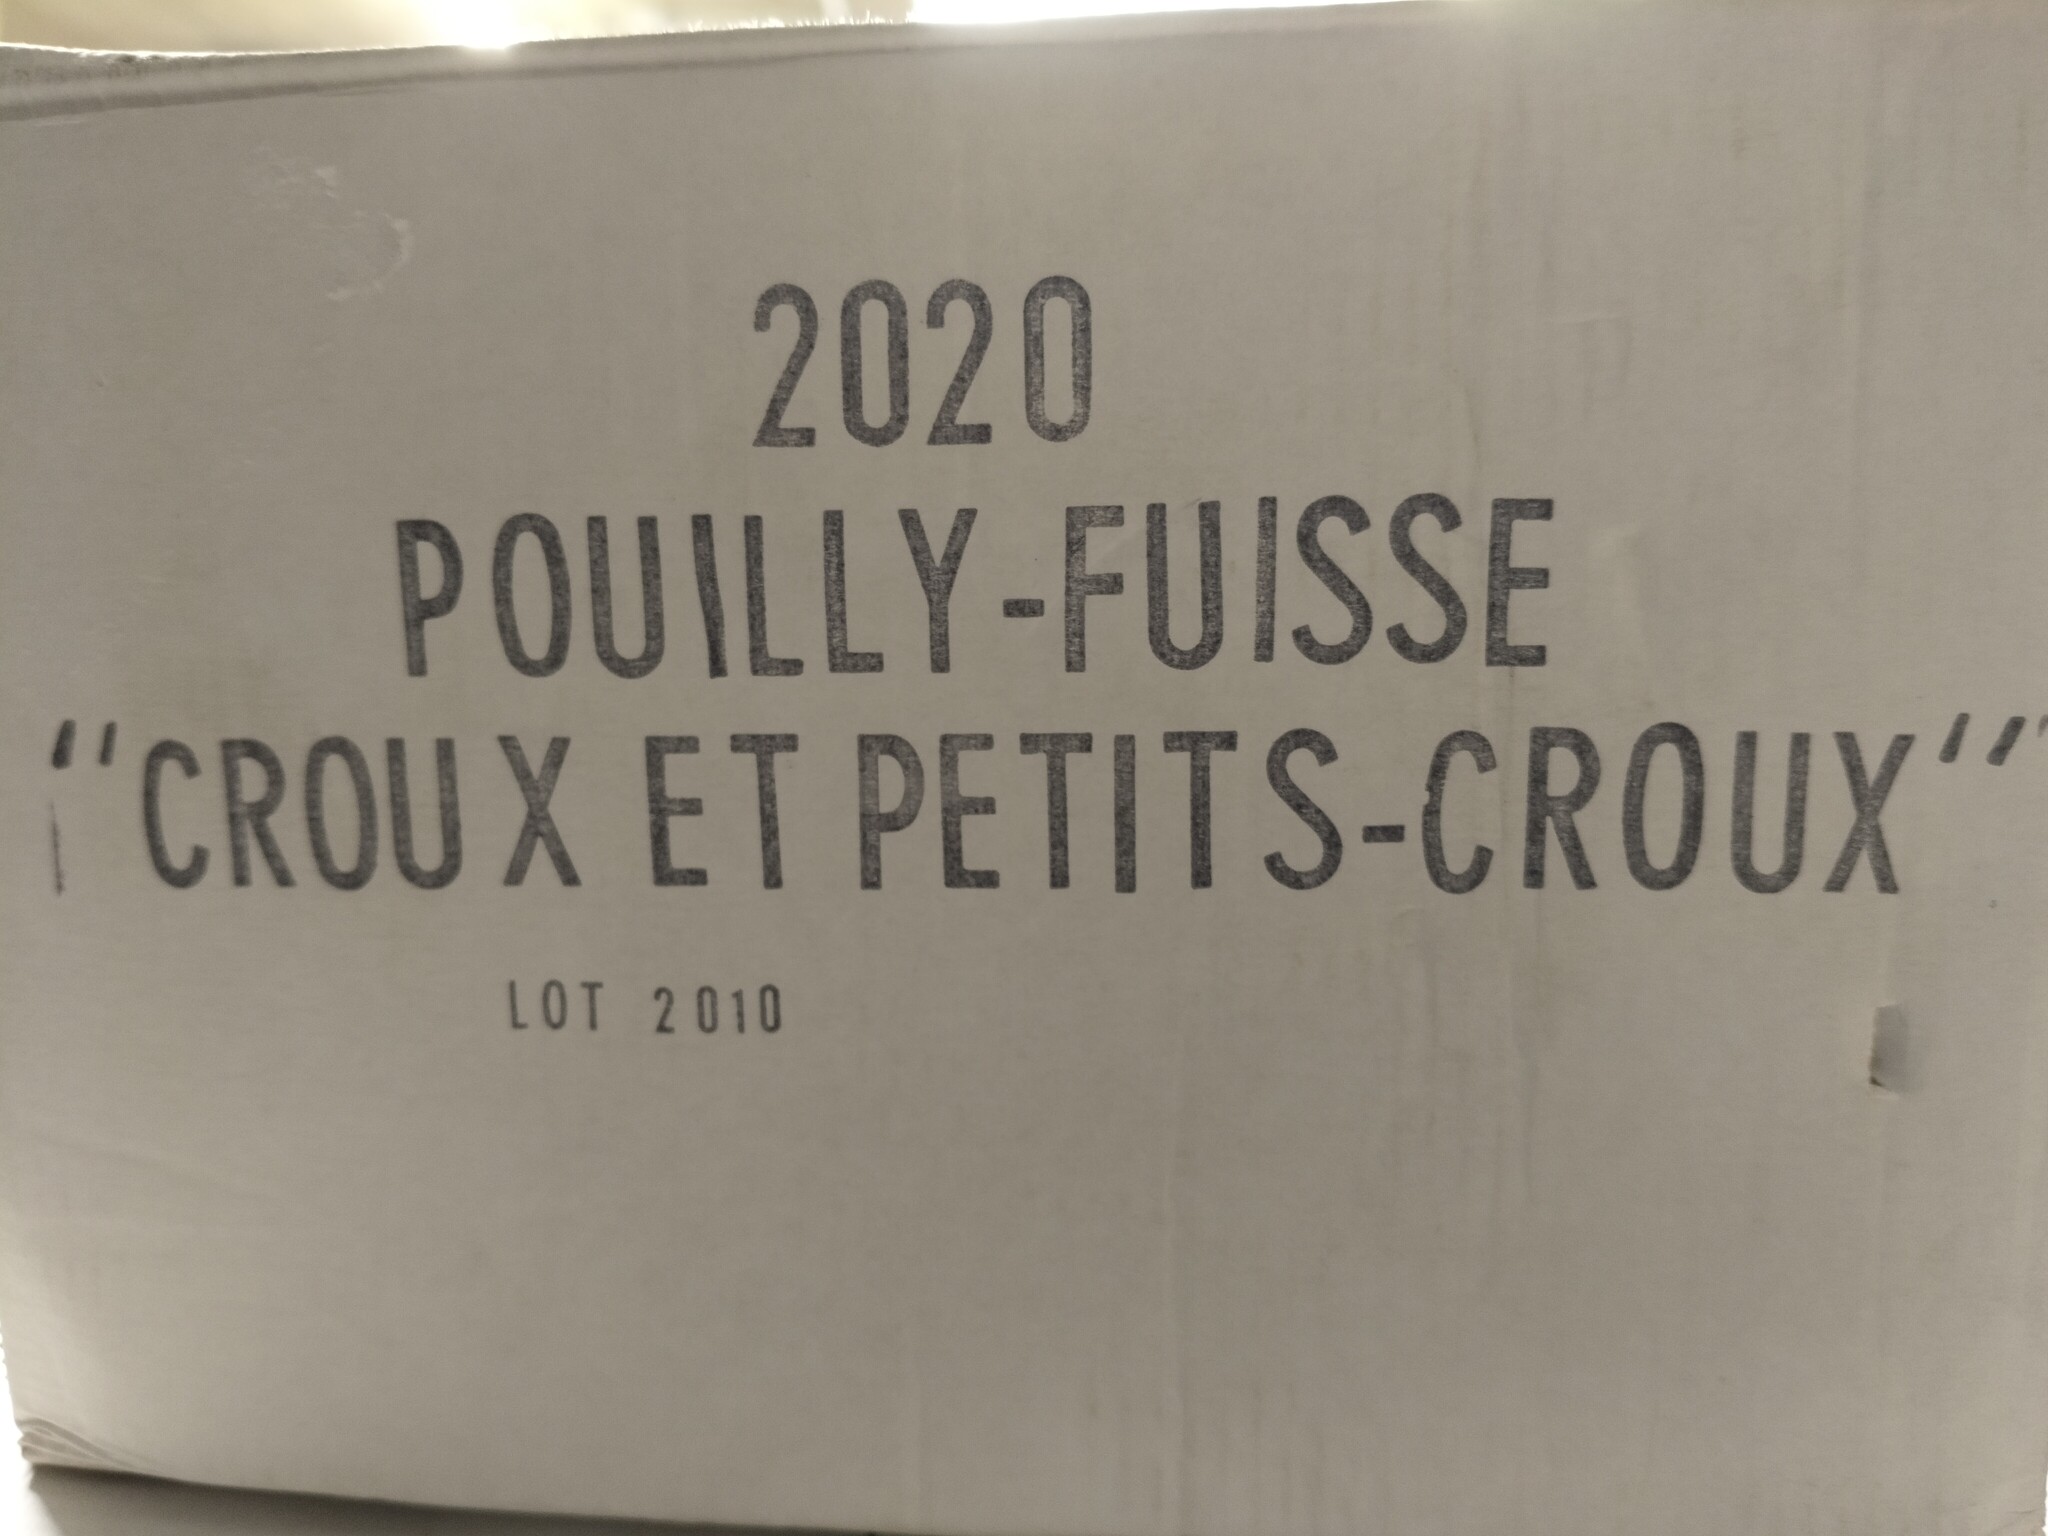 2020
POUILLY-FUISSE
"CROUX ET PETITS-CROUX"
LOT 2010